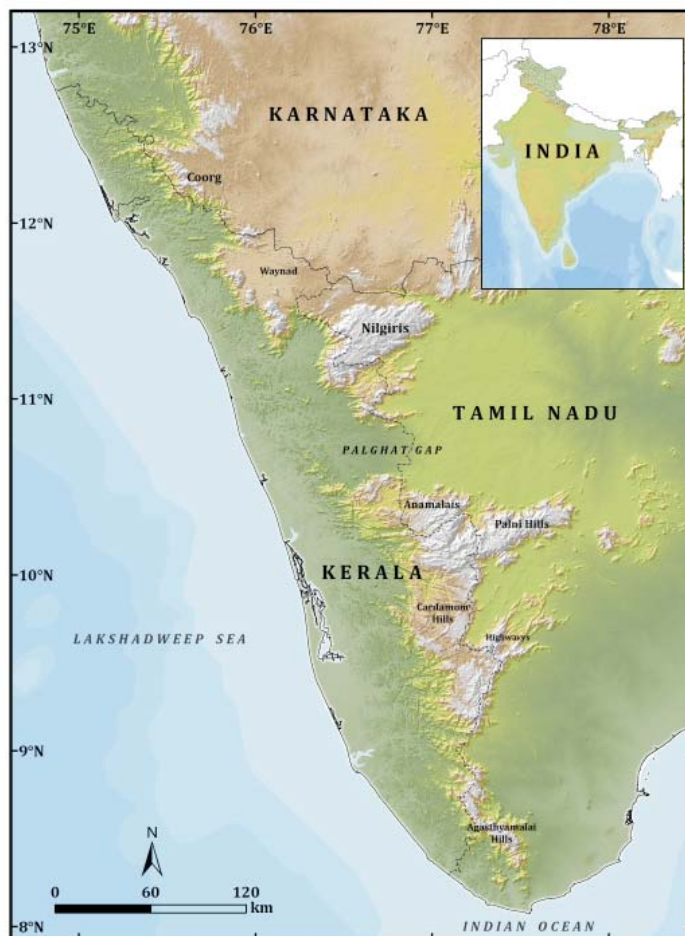 75°E
76°E
77°E
78°E
13°N
KARNATAKA
INDIA
Coorg
12°N
Waynad
Nilgiris
11°N
TAMIL NADU
PALGHAT GAP
Anamalais
Palni Hills
10°N
KERALA
Cardamom
Hills
LAKSHADWEEP SEA
Highwavys
9°N
Agasthyamalai
Hills
N
0
60
120
km
8°N
INDIAN OCEAN